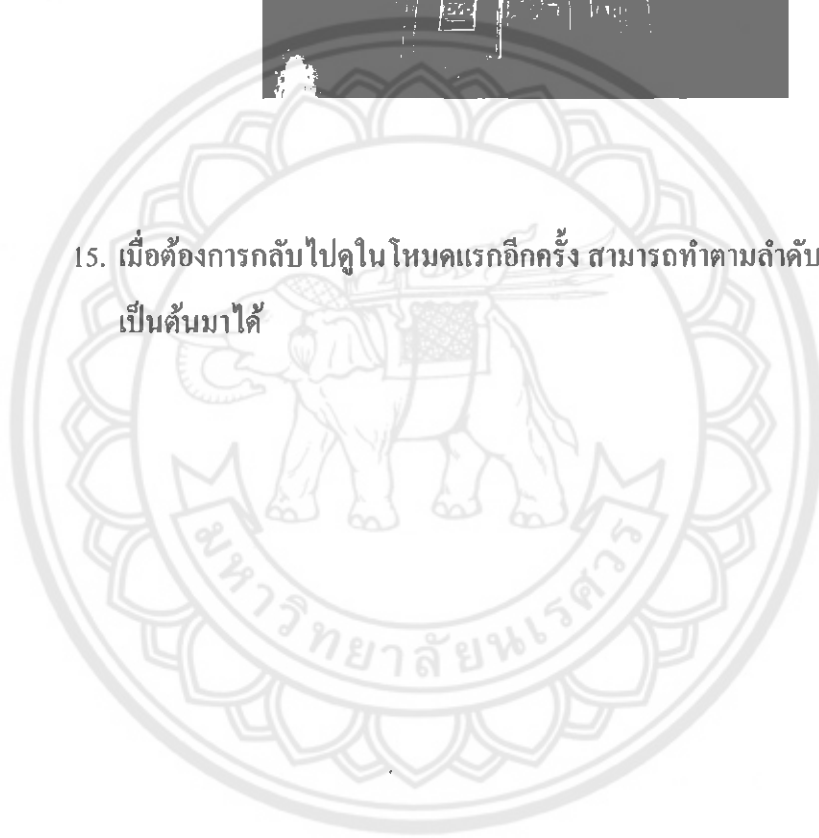 15. เมื่อต้องการกลับไปดูในโหมดแรกอีกครั้ง สามารถทำตามลำดับ
เป็นต้นมาได้
มหาวิทยาลัยนเรศวร